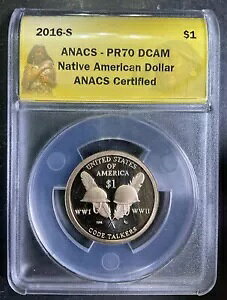 2016-S $1
ANACS - PR70 DCAM
Native American Dollar
ANACS Certified
UNITED STATES OF
AMERICA
$1
WWI WWII
CODE TALKERS